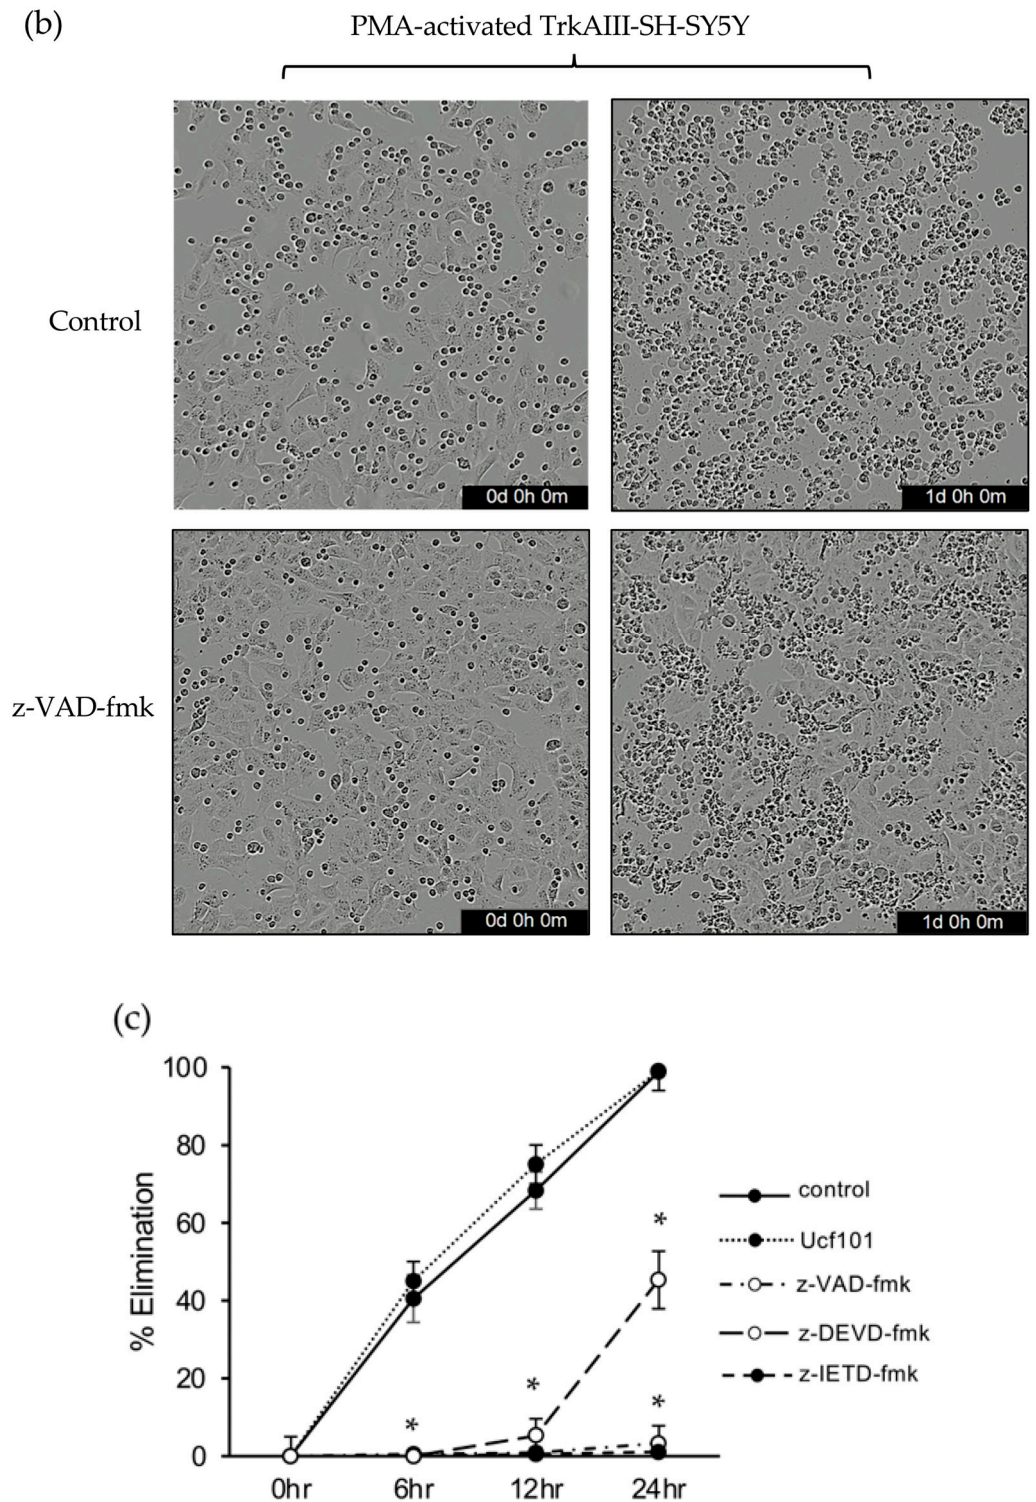 (b)
PMA-activated TrkAIII-SH-SY5Y
Control
0d 0h 0m
1d 0h 0m
z-VAD-fmk
0d 0h 0m
1d 0h 0m
(c)
% Elimination
100
80
60
40
20
0
0hr
6hr
12hr
24hr
*
*
*
*
control
Ucf101
z-VAD-fmk
z-DEVD-fmk
z-IETD-fmk